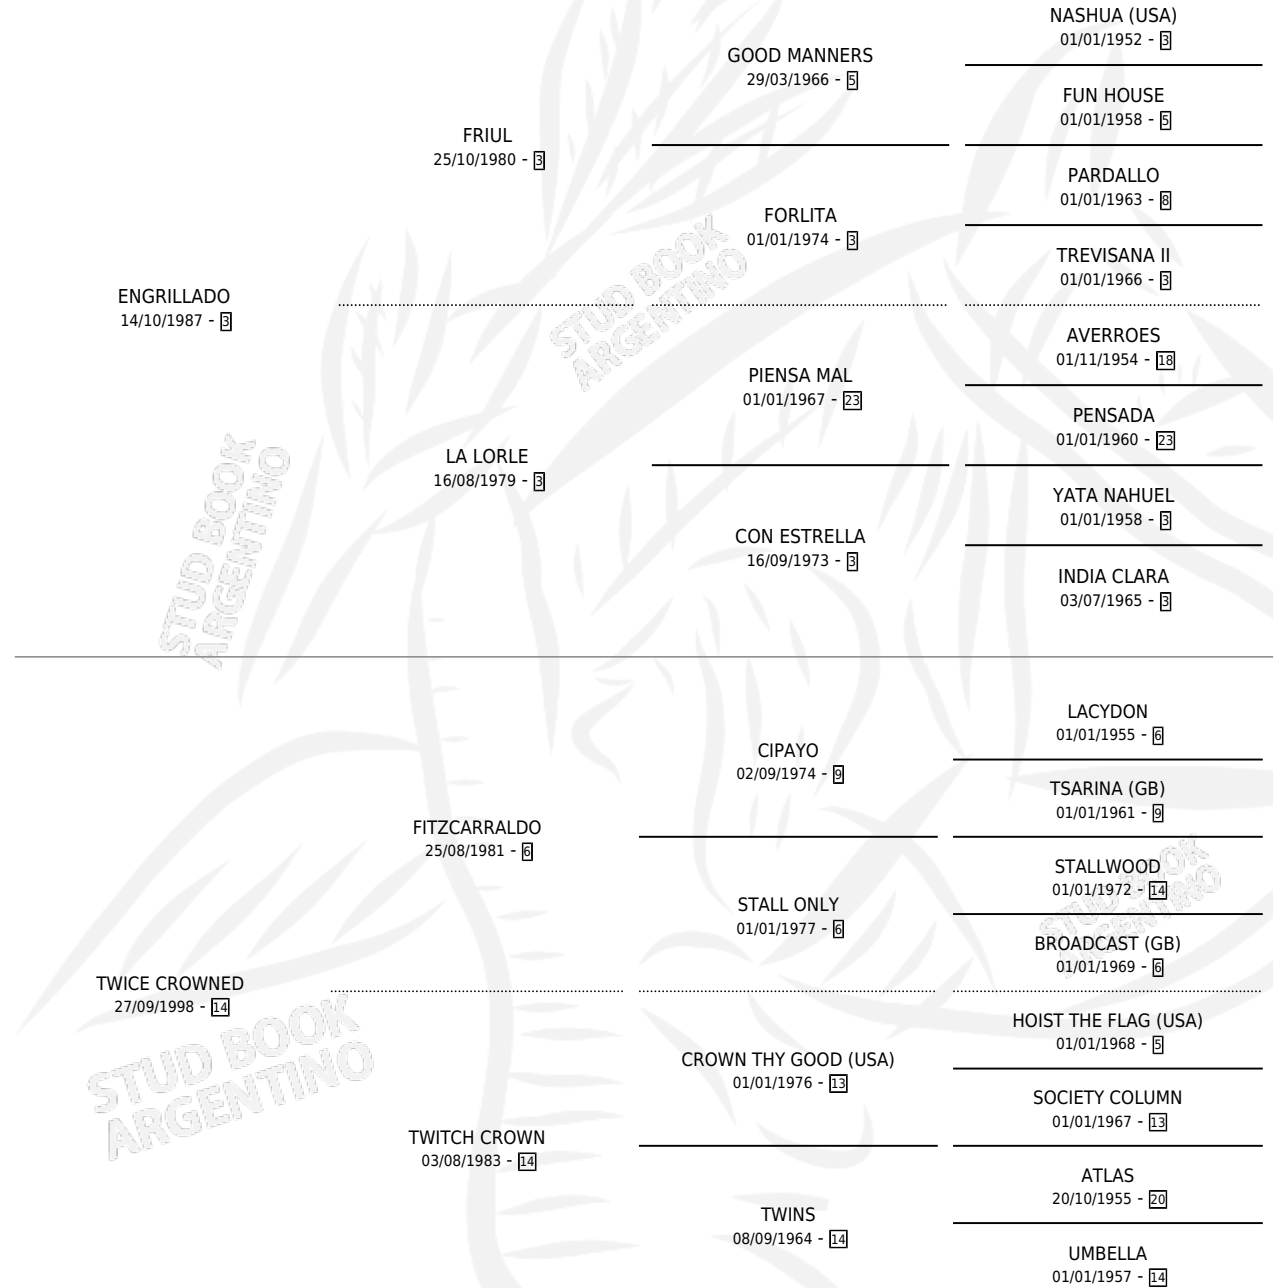 NASHUA (USA)
01/01/1952 - 3
GOOD MANNERS
29/03/1966 - 5
FUN HOUSE
01/01/1958 - 5
FRIUL
25/10/1980 - 3
PARDALLO
01/01/1963 - 8
FORLITA
01/01/1974 - 3
TREVISANA II
01/01/1966 - 3
ENGRILLADO
14/10/1987 - 3
AVERROES
01/11/1954 - 18
PIENSA MAL
01/01/1967 - 23
PENSADA
01/01/1960 - 23
LA LORLE
16/08/1979 - 3
YATA NAHUEL
01/01/1958 - 3
CON ESTRELLA
16/09/1973 - 3
INDIA CLARA
03/07/1965 - 3
LACYDON
01/01/1955 - 6
CIPAYO
02/09/1974 - 9
TSARINA (GB)
01/01/1961 - 9
FITZCARRALDO
25/08/1981 - 6
STALLWOOD
01/01/1972 - 14
STALL ONLY
01/01/1977 - 6
BROADCAST (GB)
01/01/1969 - 6
TWICE CROWNED
27/09/1998 - 14
HOIST THE FLAG (USA)
01/01/1968 - 5
CROWN THY GOOD (USA)
01/01/1976 - 13
SOCIETY COLUMN
01/01/1967 - 13
TWITCH CROWN
03/08/1983 - 14
ATLAS
20/10/1955 - 20
TWINS
08/09/1964 - 14
UMBELLA
01/01/1957 - 14
STUD BOOK
ARGENTINO
STUD BOOK
ARGENTINO
STUD BOOK
ARGENTINO
STUD BOOK
ARGENTINO